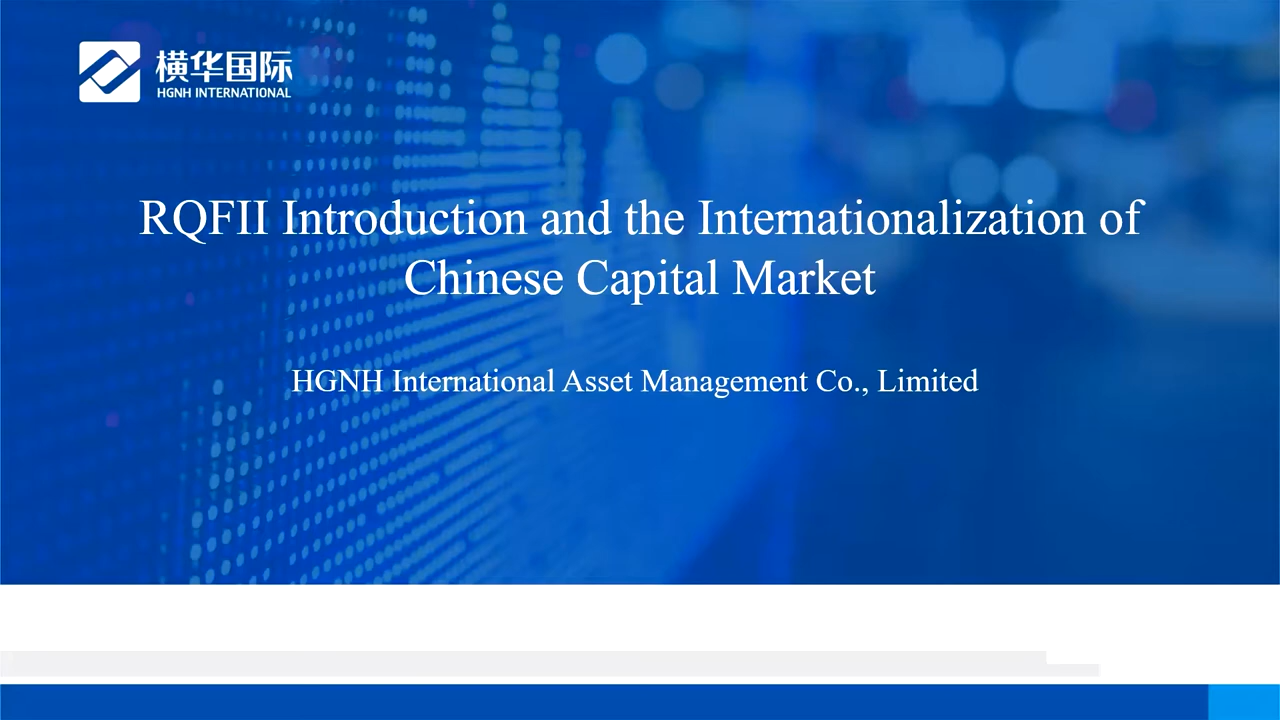 横华国际
HGNH INTERNATIONAL
RQFII Introduction and the Internationalization of
Chinese Capital Market
HGNH International Asset Management Co., Limited